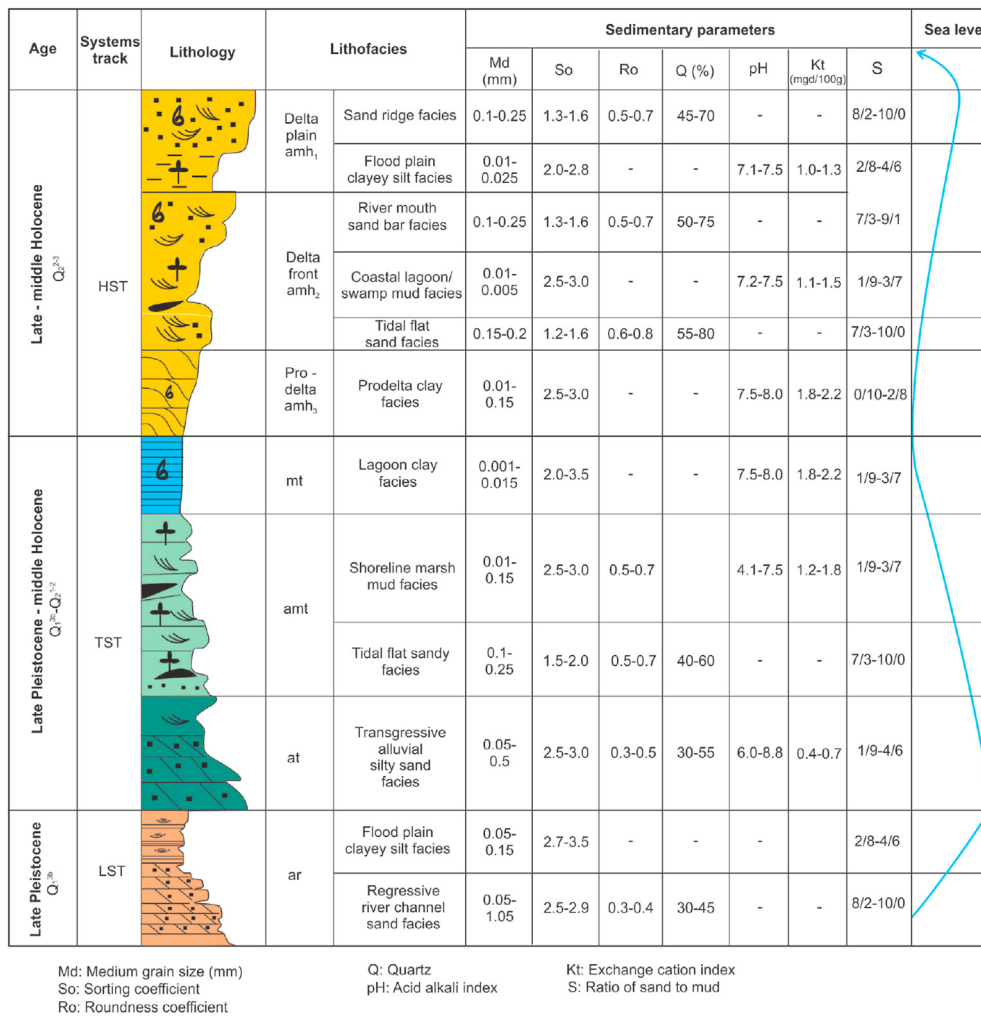 Age
Systems
track
Lithology
Lithofacies
Sedimentary parameters
Sea leve
Md
(mm)
So
Ro
Q (%)
pH
Kt
(mgd/100g)
S
Late - middle Holocene
Q₂²⁻³
HST
Delta
plain
amh₁
Sand ridge facies
0.1-0.25
1.3-1.6
0.5-0.7
45-70
-
-
8/2-10/0
Flood plain
clayey silt facies
0.01-
0.025
2.0-2.8
-
-
7.1-7.5
1.0-1.3
2/8-4/6
Delta
front
amh₂
River mouth
sand bar facies
0.1-0.25
1.3-1.6
0.5-0.7
50-75
-
-
7/3-9/1
Coastal lagoon/
swamp mud facies
0.01-
0.005
2.5-3.0
-
-
7.2-7.5
1.1-1.5
1/9-3/7
Tidal flat
sand facies
0.15-0.2
1.2-1.6
0.6-0.8
55-80
-
-
7/3-10/0
Pro -
delta
amh₃
Prodelta clay
facies
0.01-
0.15
2.5-3.0
-
-
7.5-8.0
1.8-2.2
0/10-2/8
Late Pleistocene - middle Holocene
Q₁³ᵇ-Q₂¹⁻²
TST
mt
Lagoon clay
facies
0.001-
0.015
2.0-3.5
-
-
7.5-8.0
1.8-2.2
1/9-3/7
amt
Shoreline marsh
mud facies
0.01-
0.15
2.5-3.0
0.5-0.7
4.1-7.5
1.2-1.8
1/9-3/7
Tidal flat sandy
facies
0.1-
0.25
1.5-2.0
0.5-0.7
40-60
-
-
7/3-10/0
at
Transgressive
alluvial
silty sand
facies
0.05-
0.5
2.5-3.0
0.3-0.5
30-55
6.0-8.8
0.4-0.7
1/9-4/6
Late Pleistocene
Q₁³ᵇ
LST
ar
Flood plain
clayey silt facies
0.05-
0.15
2.7-3.5
-
-
-
2/8-4/6
Regressive
river channel
sand facies
0.05-
1.05
2.5-2.9
0.3-0.4
30-45
-
-
8/2-10/0
Md: Medium grain size (mm)
So: Sorting coefficient
Ro: Roundness coefficient
Q: Quartz
pH: Acid alkali index
Kt: Exchange cation index
S: Ratio of sand to mud